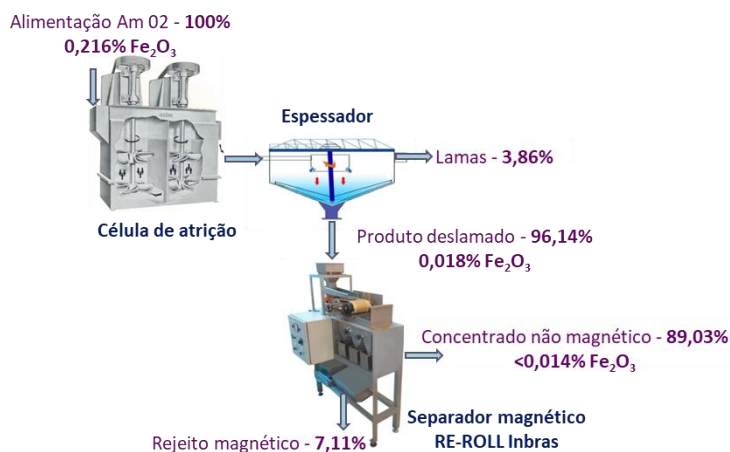 Alimentação Am 02 - 100%
0,216% Fe₂O₃
Espessador
Lamas - 3,86%
Célula de atrição
Produto deslamado - 96,14%
0,018% Fe₂O₃
Concentrado não magnético - 89,03%
<0,014% Fe₂O₃
Separador magnético
RE-ROLL Inbras
Rejeito magnético - 7,11%